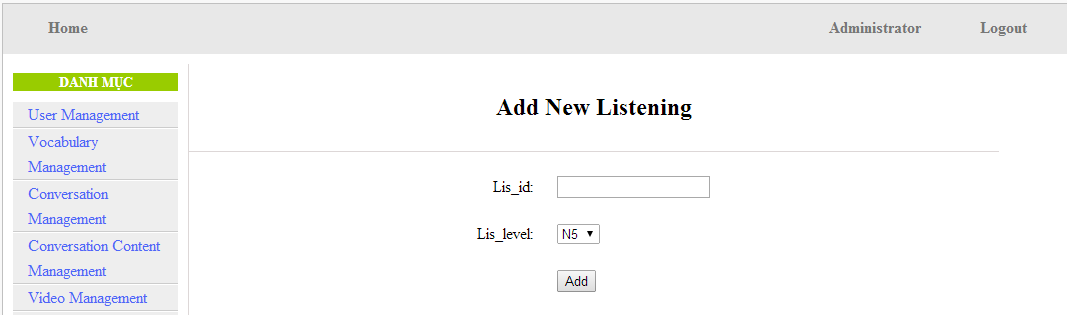 Home Administrator Logout
DANH MỤC
User Management
Vocabulary
Management
Conversation
Management
Conversation Content
Management
Video Management
Add New Listening
Lis_id:
Lis_level: N5
Add